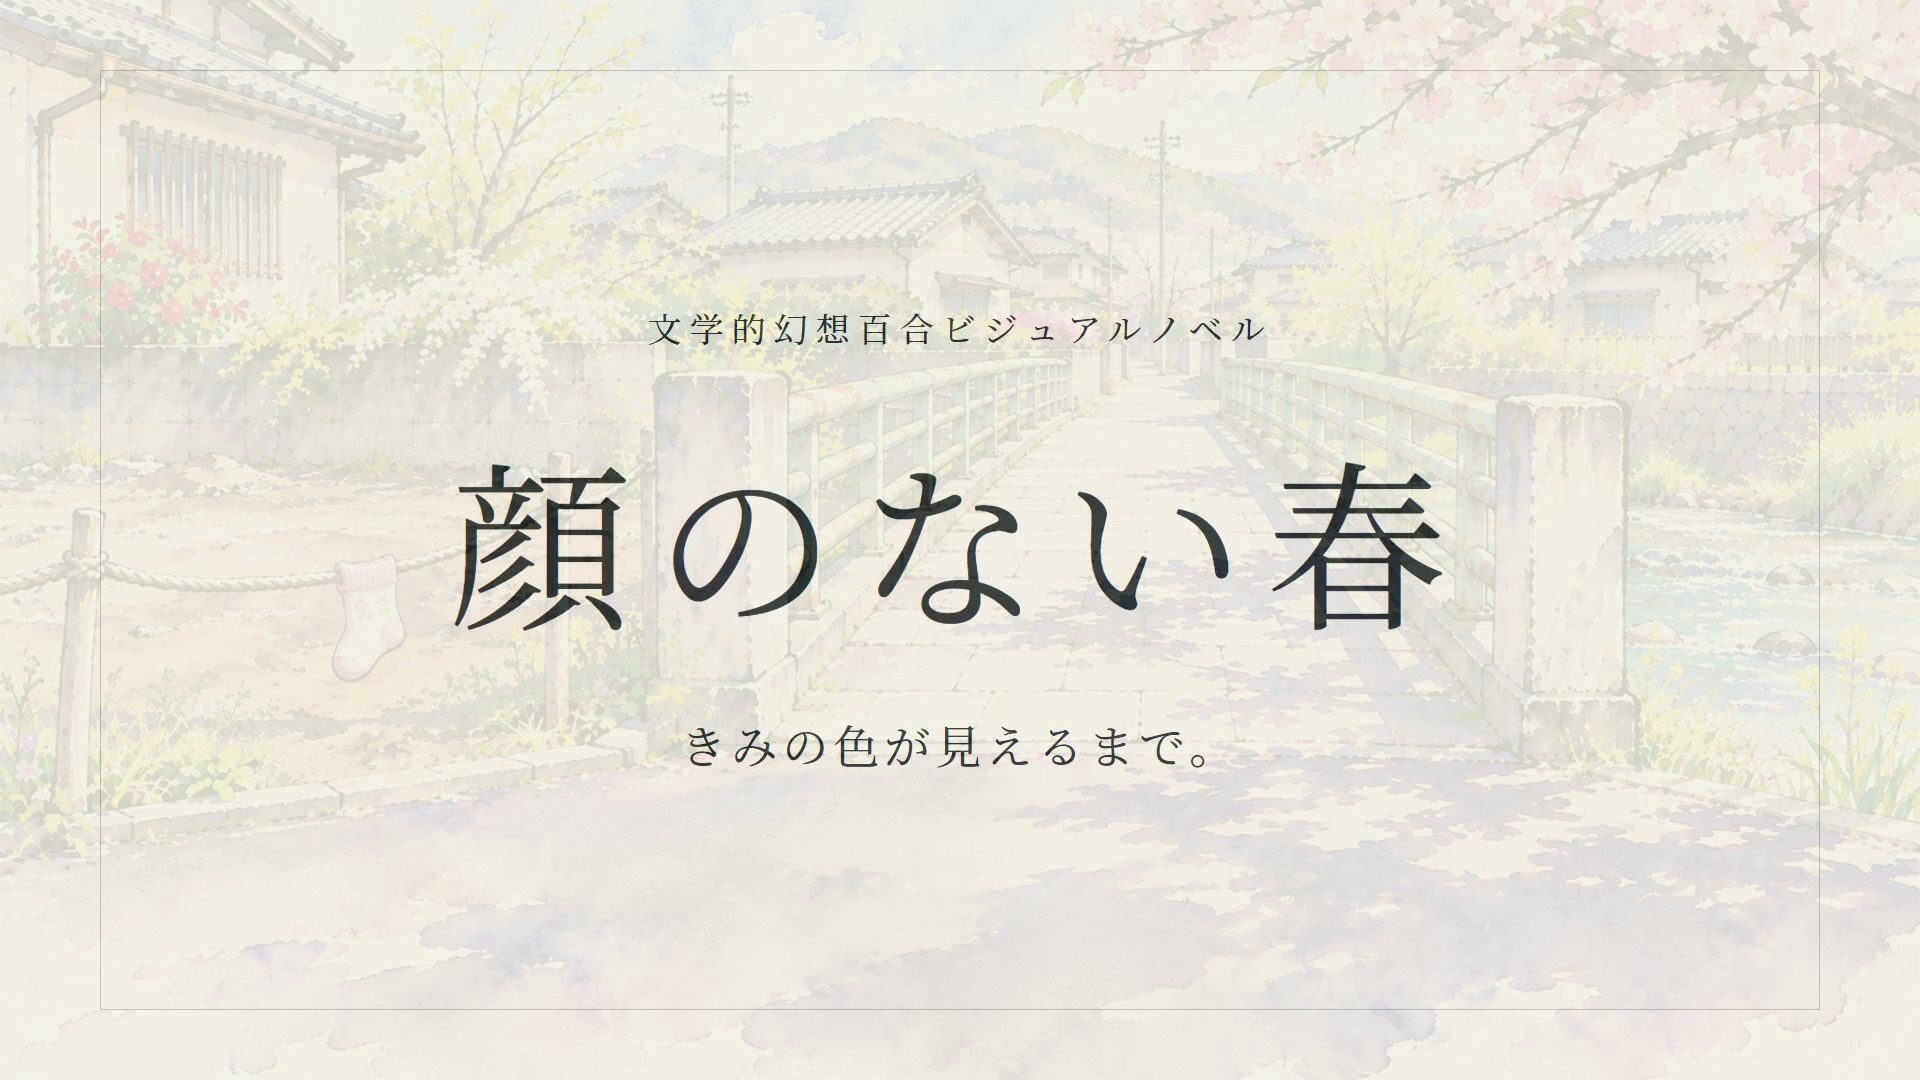 文学的幻想百合ビジュアルノベル
顔のない春
きみの色が見えるまで。